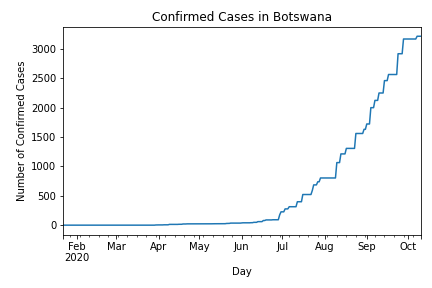 Confirmed Cases in Botswana
Number of Confirmed Cases
3000
2500
2000
1500
1000
500
0
Feb Mar Apr May Jun Jul Aug Sep Oct
2020
Day